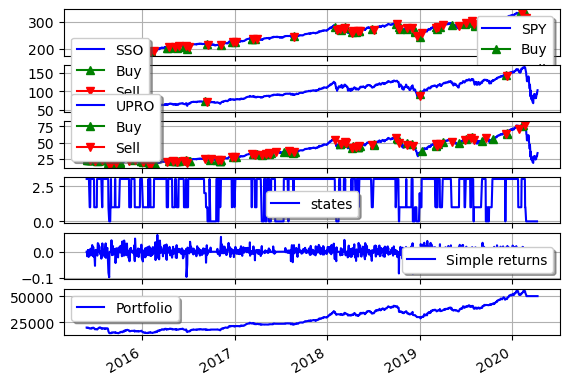 300
200
SPY
Buy
SSO
Buy
Sell
150
100
50
UPRO
Buy
Sell
75
50
25
2.5
0.0
states
0.0
−0.1
Simple returns
50000
25000
Portfolio
2016
2017
2018
2019
2020